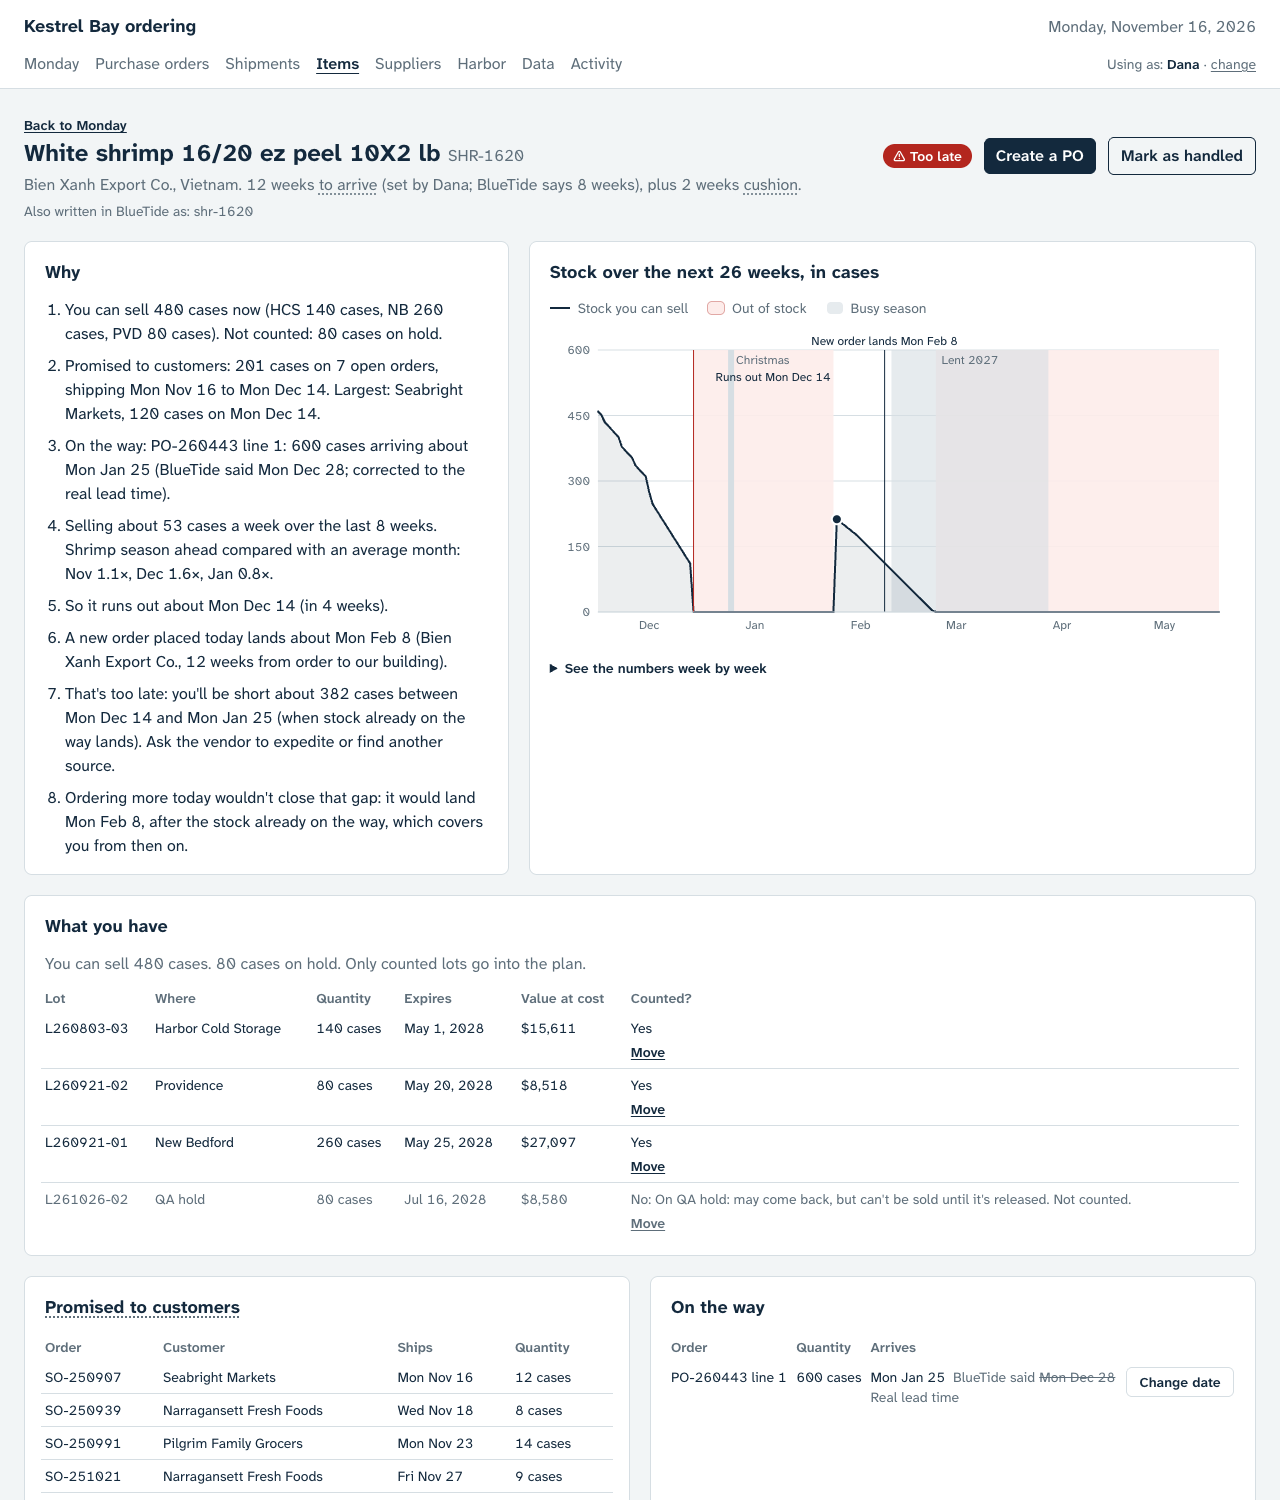 Kestrel Bay ordering
Monday, November 16, 2026
Monday Purchase orders Shipments Items Suppliers Harbor Data Activity
Using as: Dana · change
Back to Monday
White shrimp 16/20 ez peel 10X2 lb SHR-1620
Too late
Create a PO
Mark as handled
Bien Xanh Export Co., Vietnam. 12 weeks to arrive (set by Dana; BlueTide says 8 weeks), plus 2 weeks cushion.
Also written in BlueTide as: shr-1620
Why
1. You can sell 480 cases now (HCS 140 cases, NB 260
cases, PVD 80 cases). Not counted: 80 cases on hold.
2. Promised to customers: 201 cases on 7 open orders,
shipping Mon Nov 16 to Mon Dec 14. Largest: Seabright
Markets, 120 cases on Mon Dec 14.
3. On the way: PO-260443 line 1: 600 cases arriving about
Mon Jan 25 (BlueTide said Mon Dec 28; corrected to the
real lead time).
4. Selling about 53 cases a week over the last 8 weeks.
Shrimp season ahead compared with an average month:
Nov 1.1×, Dec 1.6×, Jan 0.8×.
5. So it runs out about Mon Dec 14 (in 4 weeks).
6. A new order placed today lands about Mon Feb 8 (Bien
Xanh Export Co., 12 weeks from order to our building).
7. That's too late: you'll be short about 382 cases between
Mon Dec 14 and Mon Jan 25 (when stock already on the
way lands). Ask the vendor to expedite or find another
source.
8. Ordering more today wouldn't close that gap: it would land
Mon Feb 8, after the stock already on the way, which covers
you from then on.
Stock over the next 26 weeks, in cases
Stock you can sell Out of stock Busy season
New order lands Mon Feb 8
600
Christmas
Lent 2027
Runs out Mon Dec 14
450
300
150
0
Dec Jan Feb Mar Apr May
See the numbers week by week
What you have
You can sell 480 cases. 80 cases on hold. Only counted lots go into the plan.
Lot Where Quantity Expires Value at cost Counted?
L260803-03 Harbor Cold Storage 140 cases May 1, 2028 $15,611 Yes
Move
L260921-02 Providence 80 cases May 20, 2028 $8,518 Yes
Move
L260921-01 New Bedford 260 cases May 25, 2028 $27,097 Yes
Move
L261026-02 QA hold 80 cases Jul 16, 2028 $8,580 No: On QA hold: may come back, but can't be sold until it's released. Not counted.
Move
Promised to customers
Order Customer Ships Quantity
SO-250907 Seabright Markets Mon Nov 16 12 cases
SO-250939 Narragansett Fresh Foods Wed Nov 18 8 cases
SO-250991 Pilgrim Family Grocers Mon Nov 23 14 cases
SO-251021 Narragansett Fresh Foods Fri Nov 27 9 cases
On the way
Order Quantity Arrives
PO-260443 line 1 600 cases Mon Jan 25 BlueTide said Mon Dec 28 Change date
Real lead time